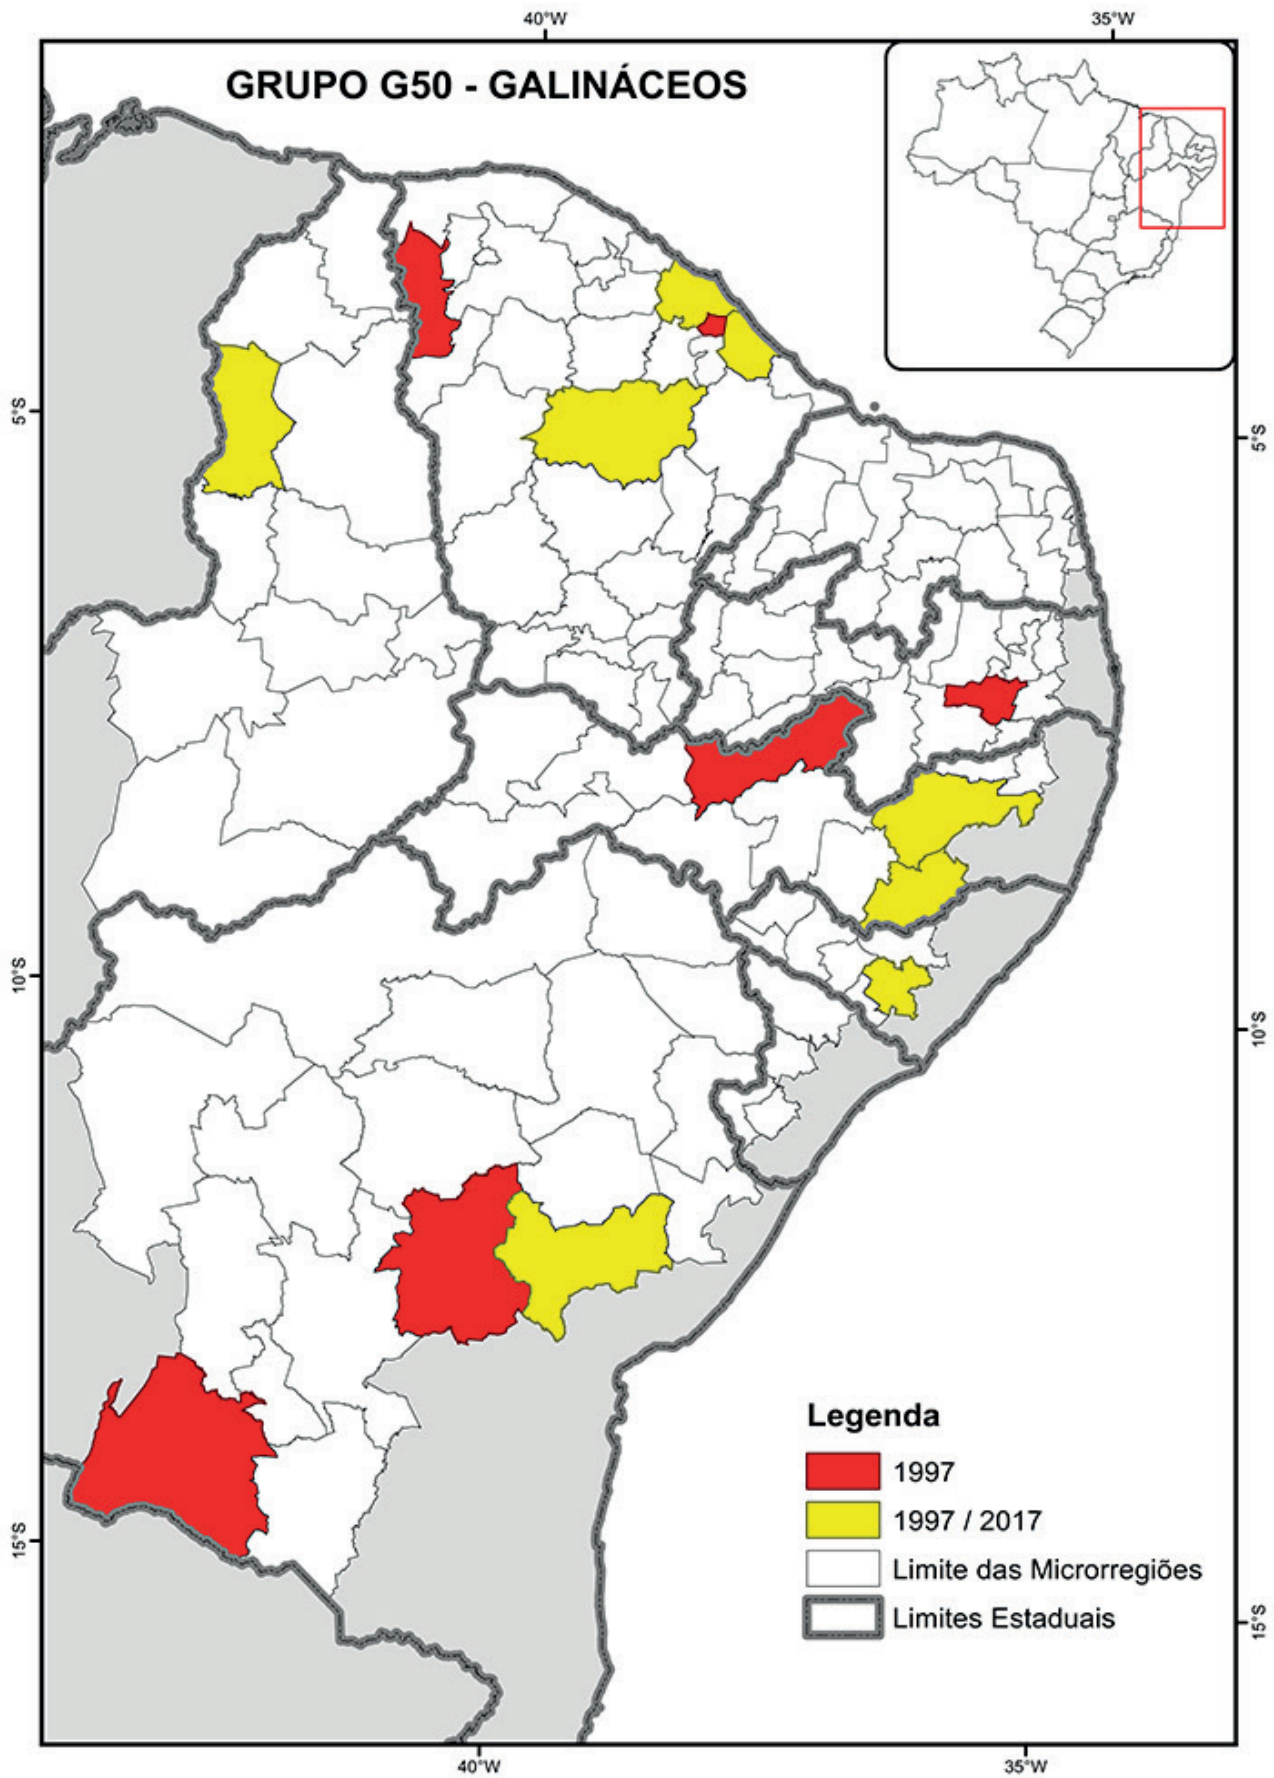 40°W
35°W
GRUPO G50 - GALINÁCEOS
5°S
5°S
10°S
10°S
Legenda
1997
1997 / 2017
Limite das Microrregiões
Limites Estaduais
15°S
15°S
40°W
35°W